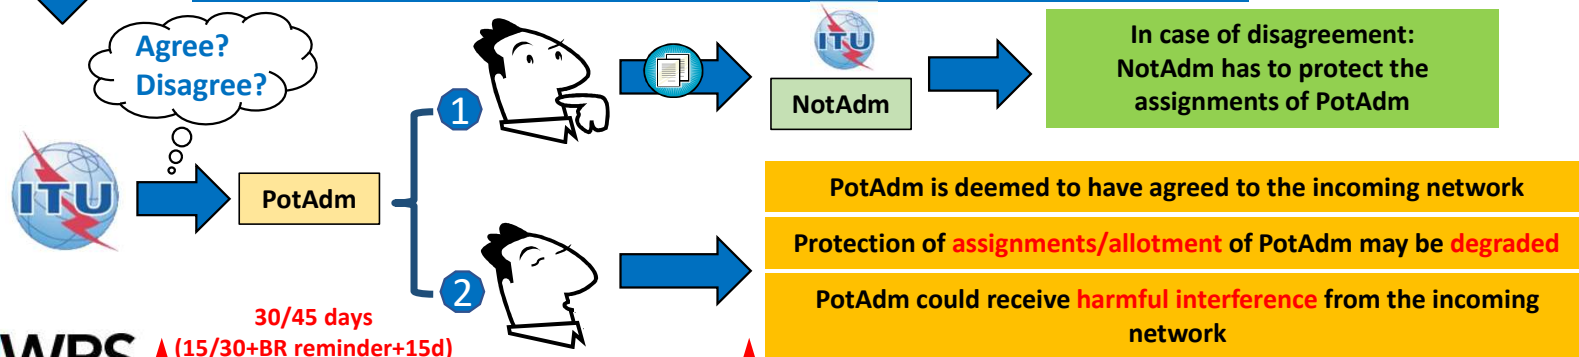 Agree?
Disagree?
ITU
PotAdm
1
ITU
NotAdm
In case of disagreement:
NotAdm has to protect the
assignments of PotAdm
2
PotAdm is deemed to have agreed to the incoming network
Protection of assignments/allotment of PotAdm may be degraded
PotAdm could receive harmful interference from the incoming
network
30/45 days
(15/30+BR reminder+15d)
WRS